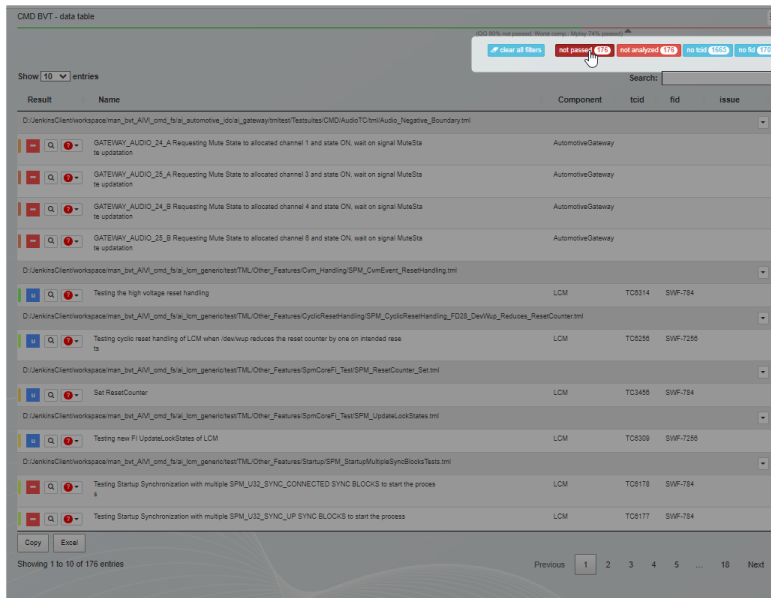 CMD BVT - data table
(GG 80% not passed, Worse comp.: Mplay 74% passed)
clear all filters not passed 176 not analyzed 176 no tcid 1663 no fid 170
Show 10 entries Search:
Result Name Component tcid fid issue
D:/JenkinsClient/workspace/man_bvt_AIVI_cmd_fs/ai_automotive_ido/ai_gateway/tml/test/Testsuites/CMD/AudioTC/tml/Audio_Negative_Boundary.tml
GATEWAY_AUDIO_24_A Requesting Mute State to allocated channel 1 and state ON, wait on signal MuteSta AutomotiveGateway
te updatation
GATEWAY_AUDIO_25_A Requesting Mute State to allocated channel 3 and state ON, wait on signal MuteSta AutomotiveGateway
te updatation
GATEWAY_AUDIO_24_B Requesting Mute State to allocated channel 4 and state ON, wait on signal MuteSta AutomotiveGateway
te updatation
GATEWAY_AUDIO_25_B Requesting Mute State to allocated channel 8 and state ON, wait on signal MuteSta AutomotiveGateway
te updatation
D:/JenkinsClient/workspace/man_bvt_AIVI_cmd_fs/ai_lcm_generic/test/TML/Other_Features/Cvm_Handling/SPM_CvmEvent_ResetHandling.tml
u ? Testing the high voltage reset handling LCM TC6314 SWF-784
D:/JenkinsClient/workspace/man_bvt_AIVI_cmd_fs/ai_lcm_generic/test/TML/Other_Features/CyclicResetHandling/SPM_CyclicResetHandling_FD28_DevWup_Reduces_ResetCounter.tml
u ? Testing cyclic reset handling of LCM when /dev/wup reduces the reset counter by one on intended rese LCM TC6256 SWF-7256
ts
D:/JenkinsClient/workspace/man_bvt_AIVI_cmd_fs/ai_lcm_generic/test/TML/Other_Features/SpmCoreFi_Test/SPM_ResetCounter_Set.tml
u ? Set ResetCounter LCM TC3456 SWF-784
D:/JenkinsClient/workspace/man_bvt_AIVI_cmd_fs/ai_lcm_generic/test/TML/Other_Features/SpmCoreFi_Test/SPM_UpdateLockStates.tml
u ? Testing new FI UpdateLockStates of LCM LCM TC6309 SWF-7256
D:/JenkinsClient/workspace/man_bvt_AIVI_cmd_fs/ai_lcm_generic/test/TML/Other_Features/Startup/SPM_StartupMultipleSyncBlocksTests.tml
Testing Startup Synchronization with multiple SPM_U32_SYNC_CONNECTED SYNC BLOCKS to start the proces LCM TC6178 SWF-784
s
Testing Startup Synchronization with multiple SPM_U32_SYNC_UP SYNC BLOCKS to start the process LCM TC6177 SWF-784
Copy Excel
Showing 1 to 10 of 176 entries Previous 1 2 3 4 5 ... 18 Next